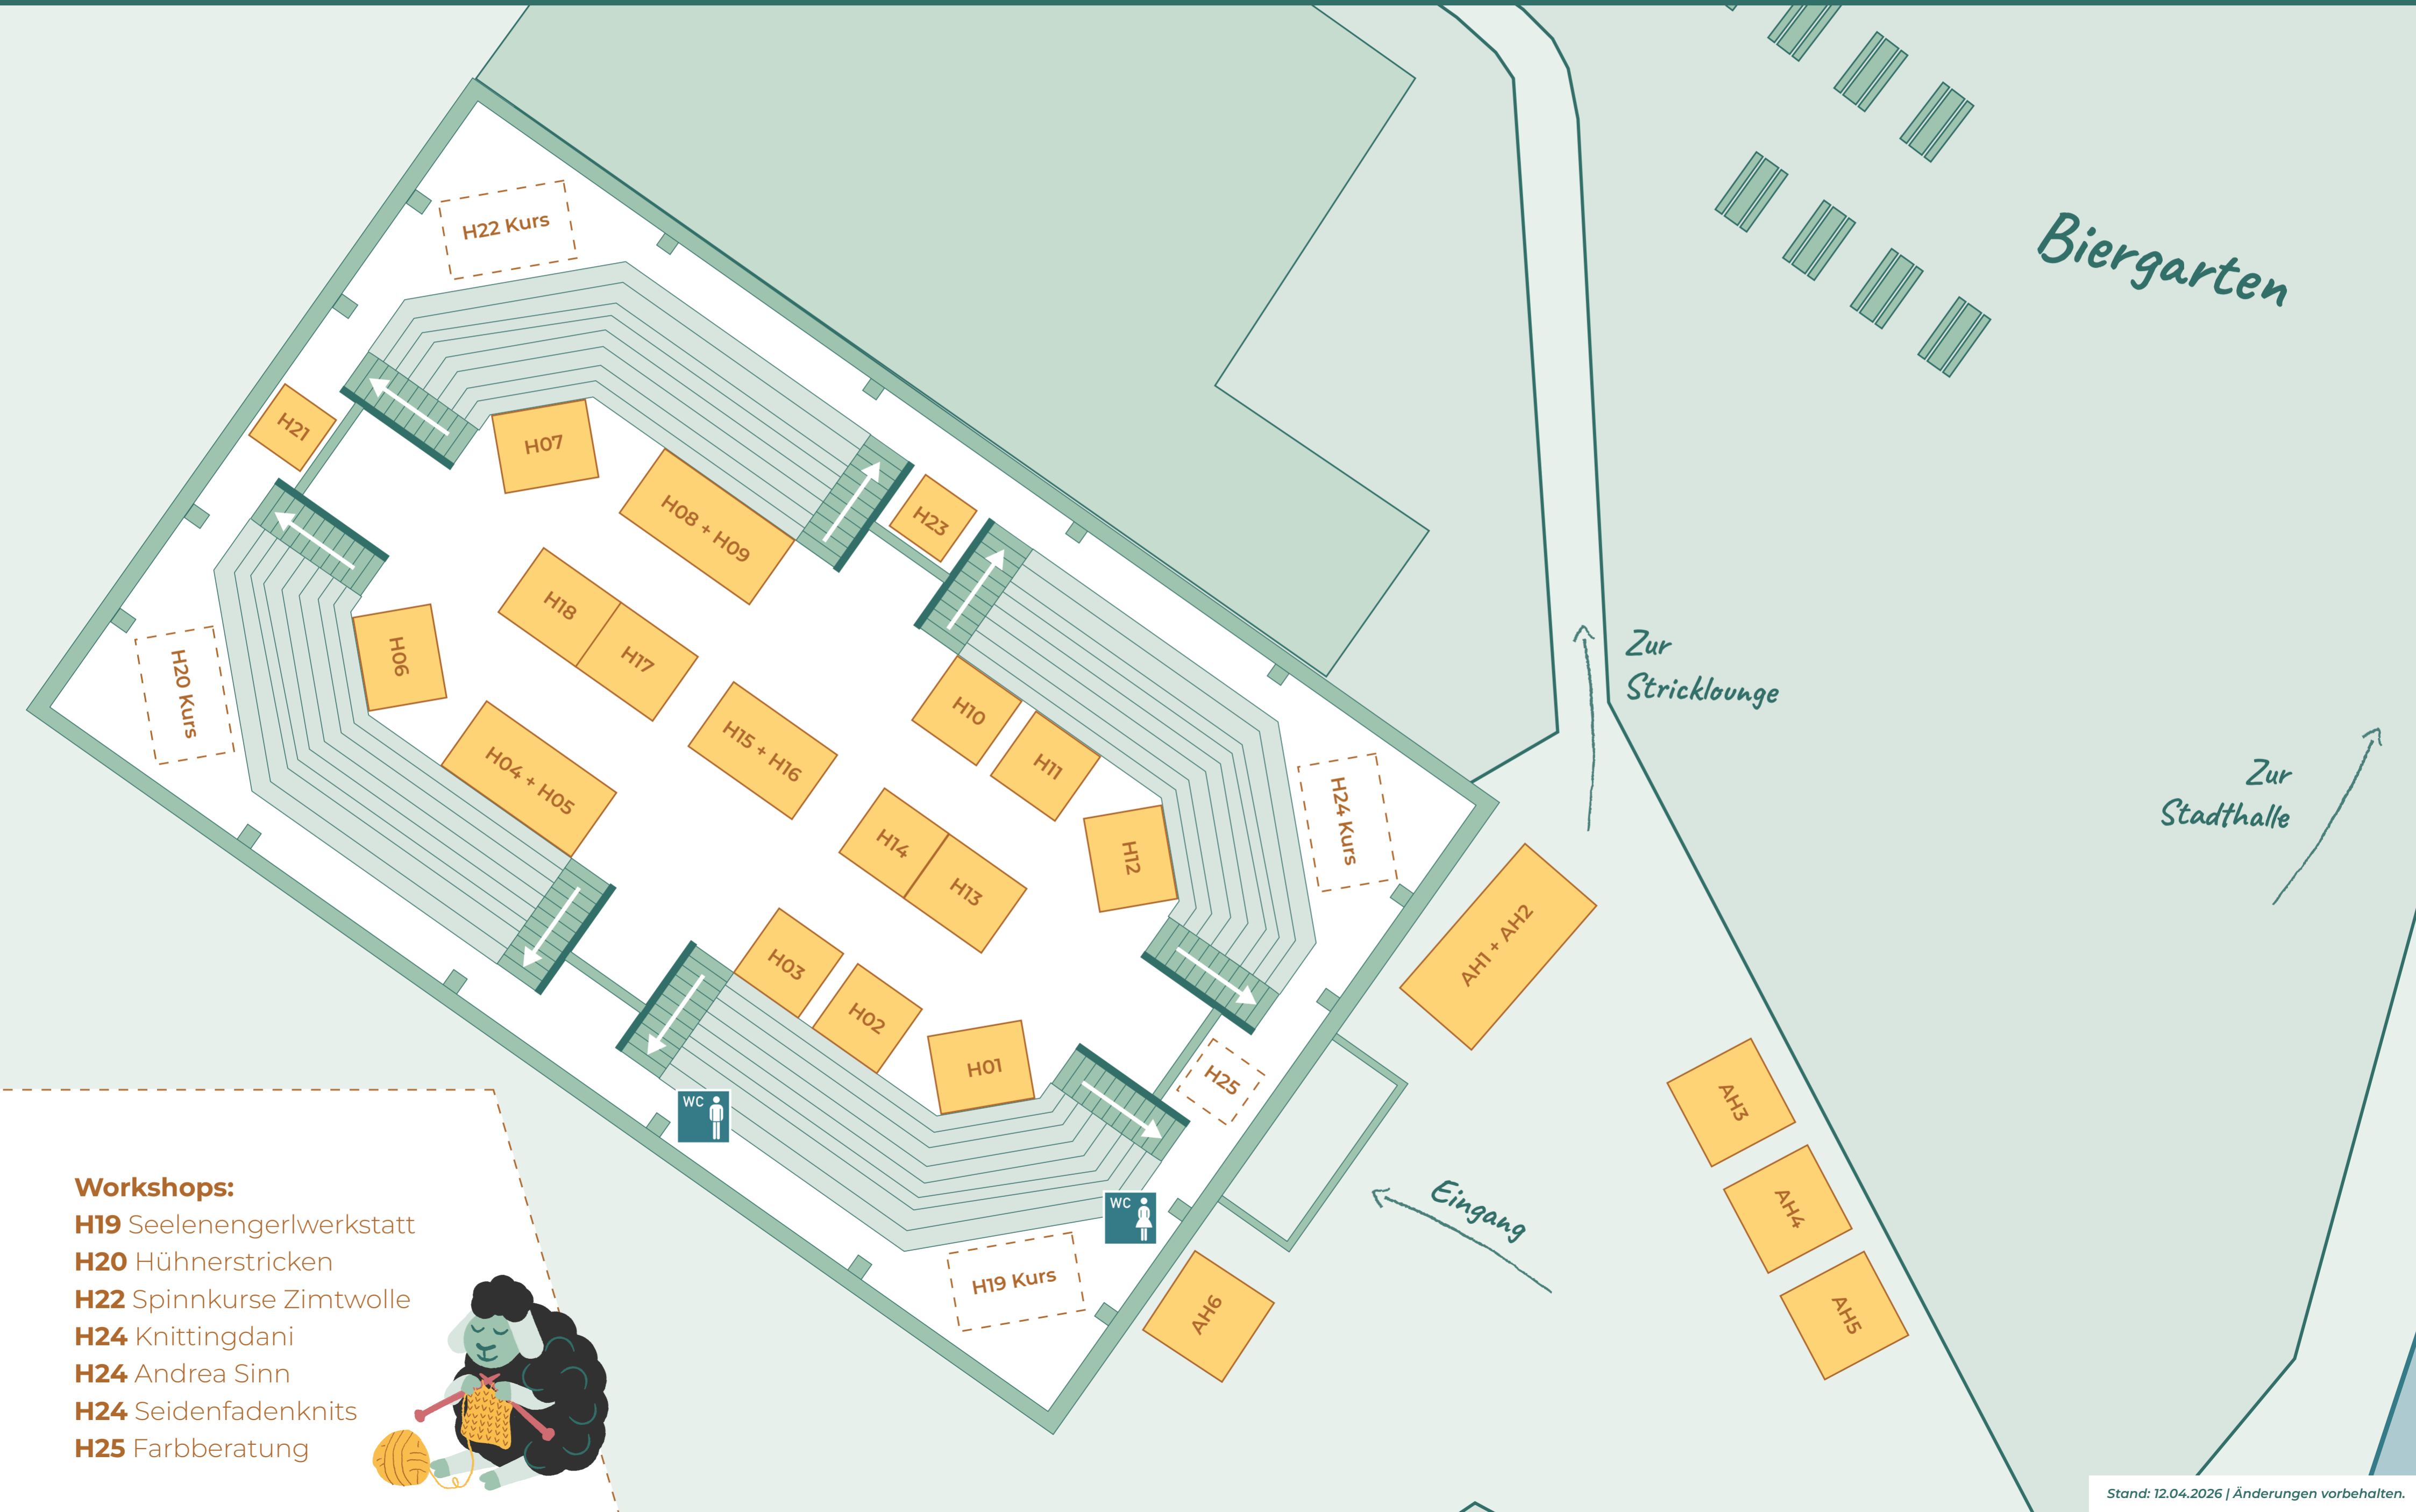 Biergarten
H22 Kurs
H21
H07
H08 + H09
H23
H18
H17
H06
H20 Kurs
H10
H11
H15 + H16
H04 + H05
H24 Kurs
H12
H14
H13
H03
H02
H01
H25
H19 Kurs
WC
WC
Zur
Stricklounge
Zur
Stadthalle
AH1 + AH2
AH3
AH4
AH5
AH6
Eingang
Workshops:
H19 Seelenengerlwerkstatt
H20 Hühnerstricken
H22 Spinnkurse Zimtwolle
H24 Knittingdani
H24 Andrea Sinn
H24 Seidenfadenknits
H25 Farbberatung
Stand: 12.04.2026 | Änderungen vorbehalten.